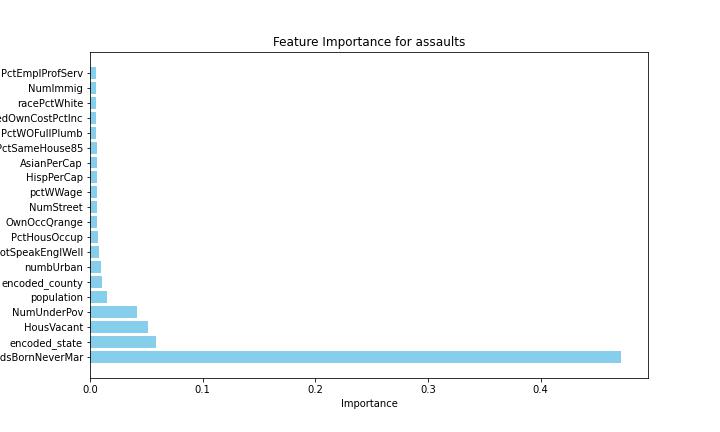 Feature Importance for assaults
PctEmplProfServ
NumImmig
racePctWhite
edOwnCostPctInc
PctWOFullPlumb
PctSameHouse85
AsianPerCap
HispPerCap
pctWWage
NumStreet
OwnOccQrange
PctHousOccup
otSpeakEnglWell
numbUrban
encoded_county
population
NumUnderPov
HousVacant
encoded_state
dsBornNeverMar
0.0 0.1 0.2 0.3 0.4
Importance